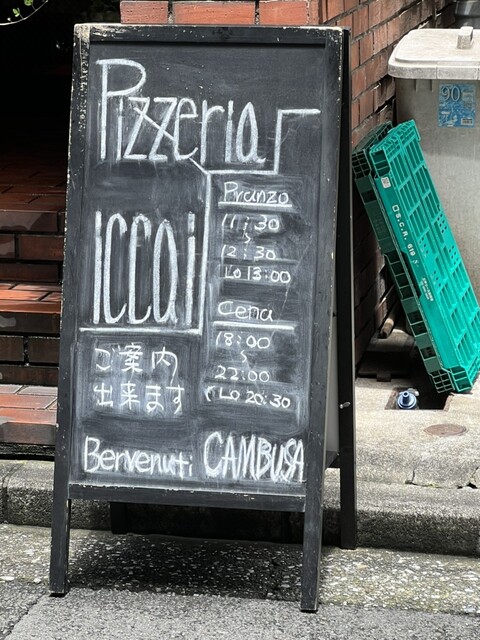 Pizzeria
ICCAi
Pranzo
11:30
〜
12:30
Lo 13:00
Cena
18:00
〜
22:00
Lo 20:30
ご案内
出来ます
Benvenuti CAMBUSA
90
S.C.R.